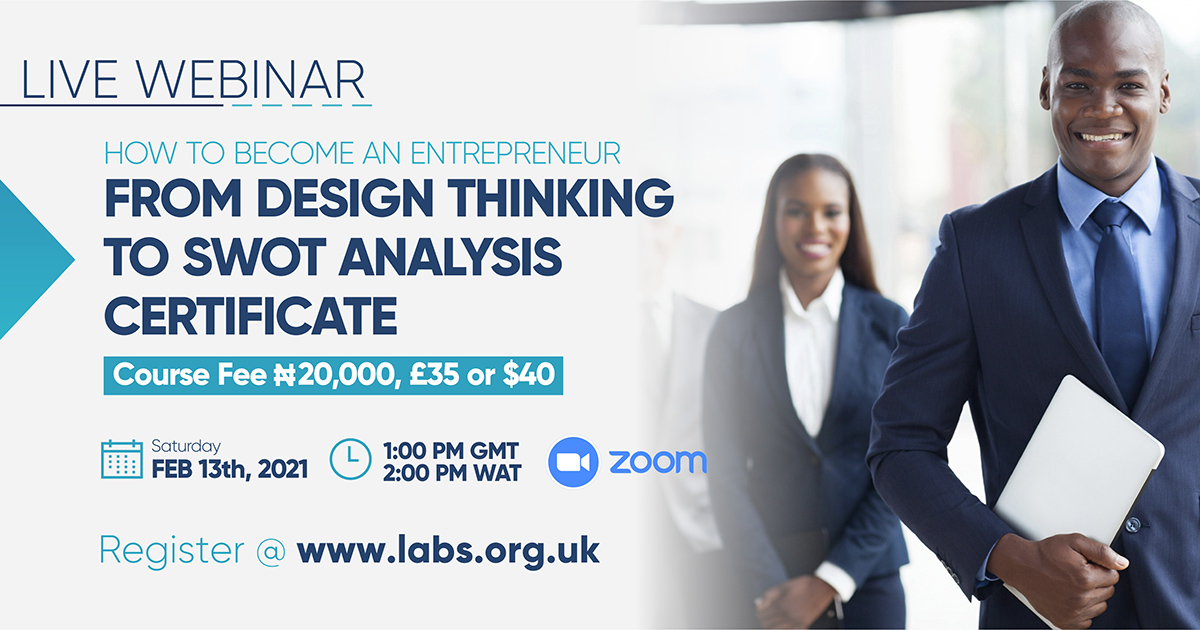 LIVE WEBINAR
HOW TO BECOME AN ENTREPRENEUR
FROM DESIGN THINKING
TO SWOT ANALYSIS
CERTIFICATE
Course Fee ₦20,000, £35 or $40
Saturday
FEB 13th, 2021
1:00 PM GMT
2:00 PM WAT
zoom
Register @ www.labs.org.uk